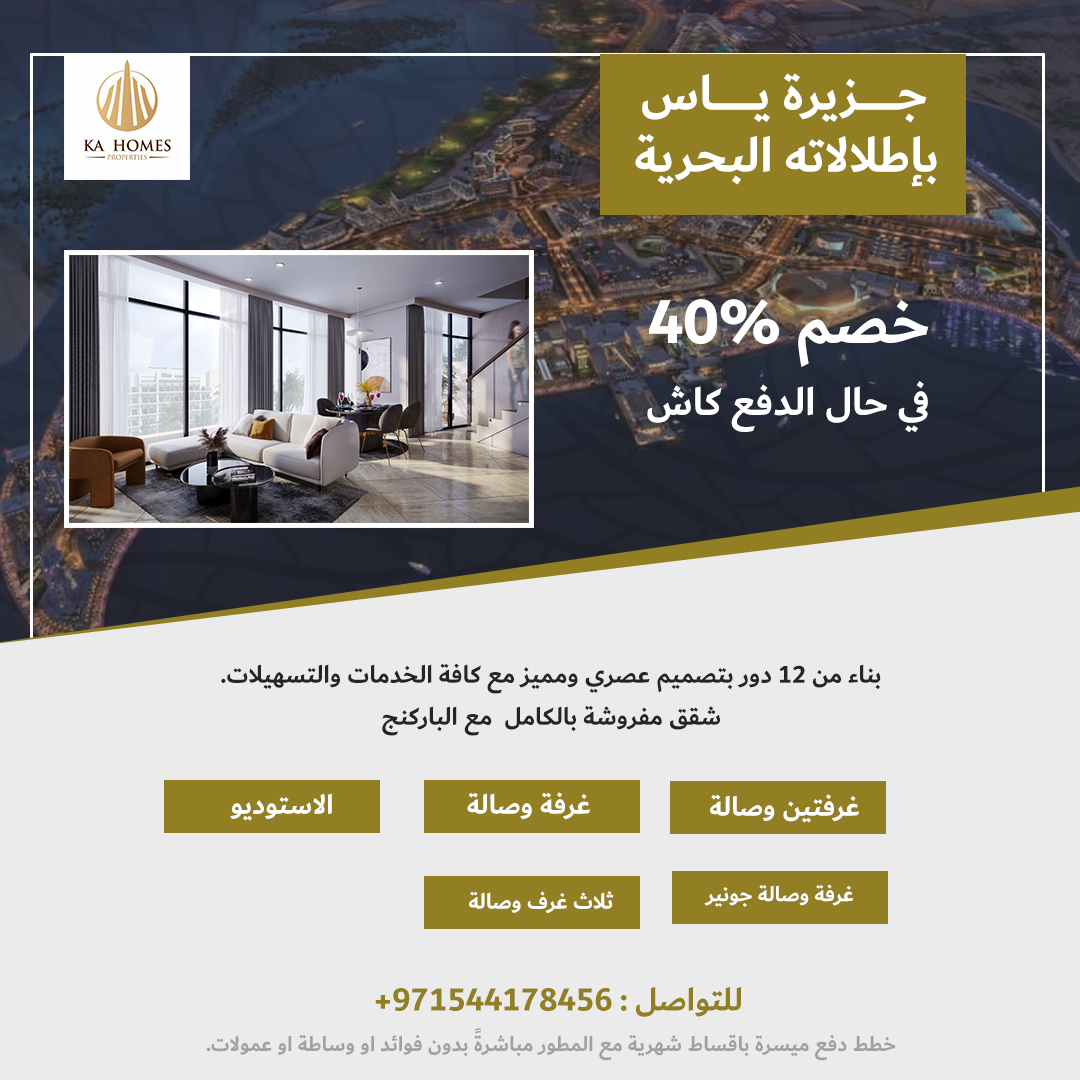 KA HOMES
PROPERTIES
جـــزيرة يـــاس
بإطلالاته البحرية
خصم 40%
في حال الدفع كاش
بناء من 12 دور بتصميم عصري ومميز مع كافة الخدمات والتسهيلات.
شقق مفروشة بالكامل مع الباركنج
غرفتين وصالة
غرفة وصالة
الاستوديو
غرفة وصالة جونير
ثلاث غرف وصالة
للتواصل : 971544178456+
خطط دفع ميسرة باقساط شهرية مع المطور مباشرةً بدون فوائد او وساطة او عمولات.